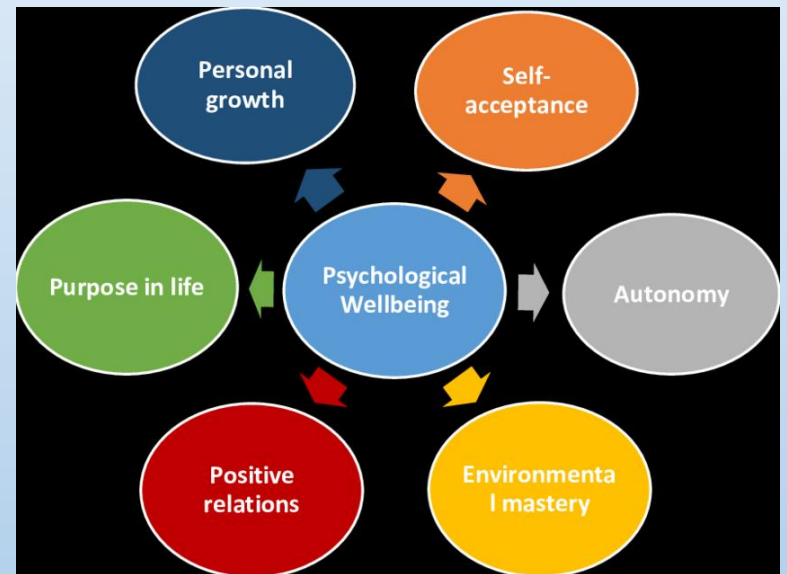 Personal
growth
Self-
acceptance
Purpose in life
Psychological
Wellbeing
Autonomy
Positive
relations
Environmenta
l mastery